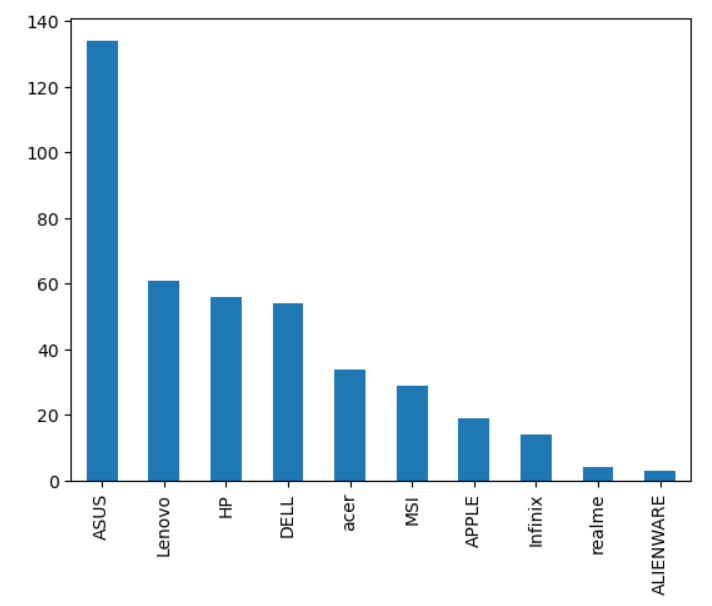 140
120
100
80
60
40
20
0
ASUS
Lenovo
HP
DELL
acer
MSI
APPLE
Infinix
realme
ALIENWARE